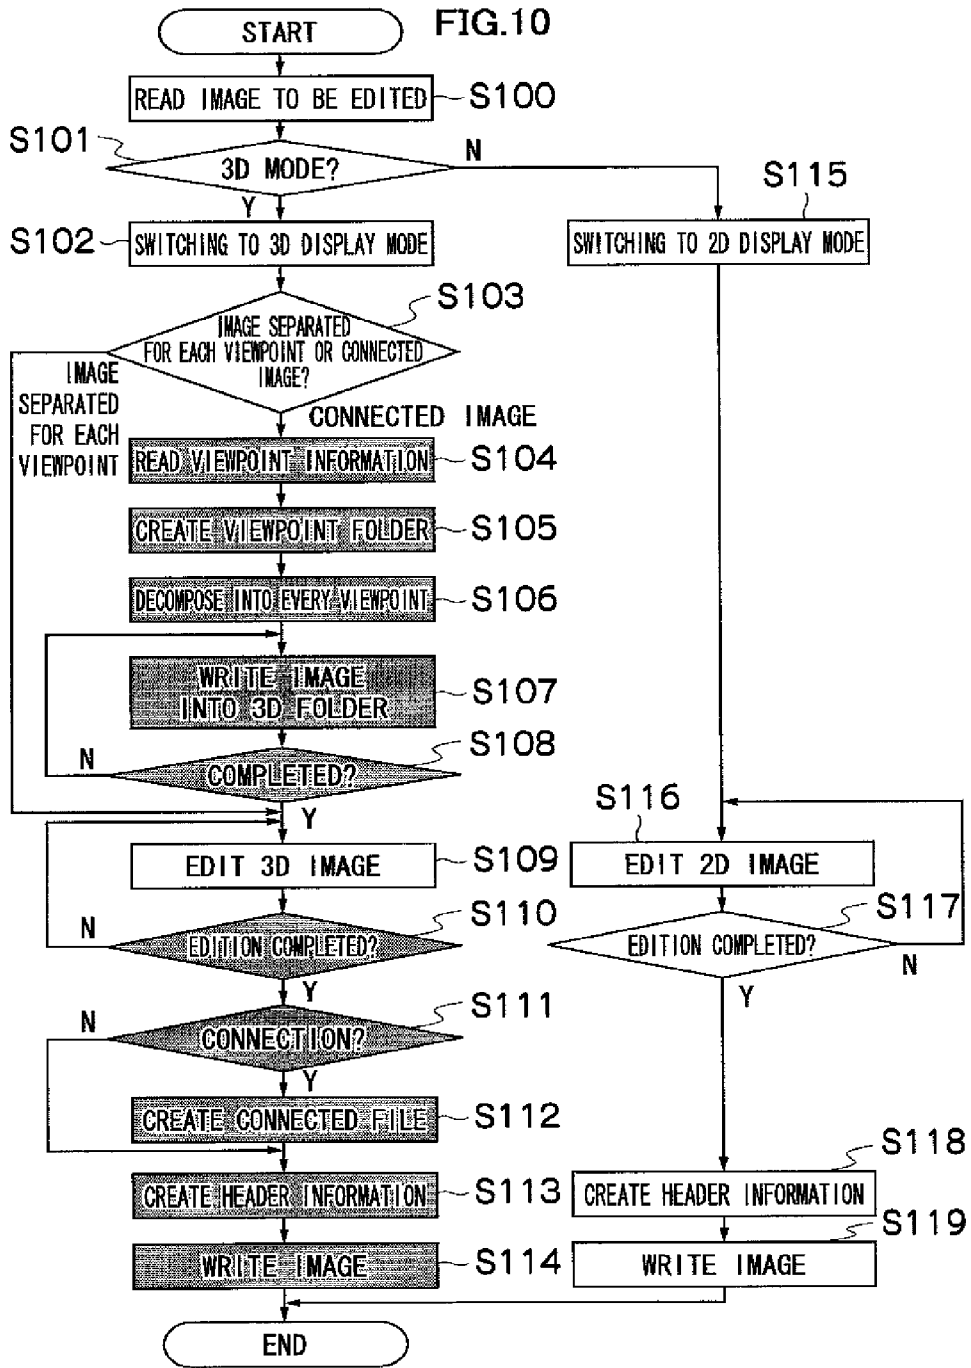 FIG.10
START
READ IMAGE TO BE EDITED
S100
S101
3D MODE?
N
Y
S102
SWITCHING TO 3D DISPLAY MODE
S115
SWITCHING TO 2D DISPLAY MODE
S103
IMAGE SEPARATED
FOR EACH VIEWPOINT OR CONNECTED
IMAGE?
IMAGE
SEPARATED
FOR EACH
VIEWPOINT
CONNECTED IMAGE
READ VIEWPOINT INFORMATION
S104
CREATE VIEWPOINT FOLDER
S105
DECOMPOSE INTO EVERY VIEWPOINT
S106
WRITE IMAGE
INTO 3D FOLDER
S107
S108
N
COMPLETED?
Y
S116
EDIT 3D IMAGE
S109
EDIT 2D IMAGE
S110
S117
N
EDITION COMPLETED?
EDITION COMPLETED?
N
Y
Y
S111
N
CONNECTION?
Y
CREATE CONNECTED FILE
S112
S118
CREATE HEADER INFORMATION
S113
CREATE HEADER INFORMATION
S119
WRITE IMAGE
S114
WRITE IMAGE
END